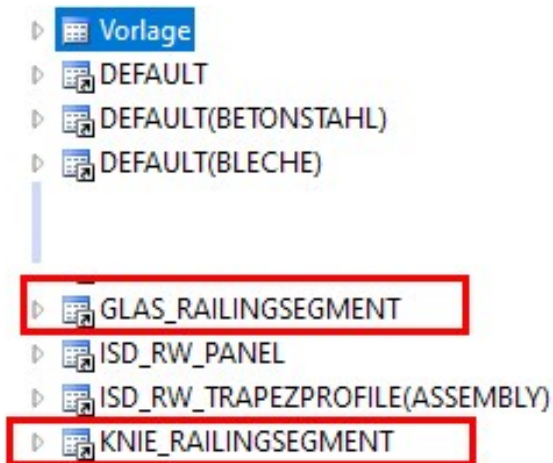 Vorlage
DEFAULT
DEFAULT(BETONSTAHL)
DEFAULT(BLECHE)
GLAS_RAILINGSEGMENT
ISD_RW_PANEL
ISD_RW_TRAPEZPROFILE(ASSEMBLY)
KNIE_RAILINGSEGMENT